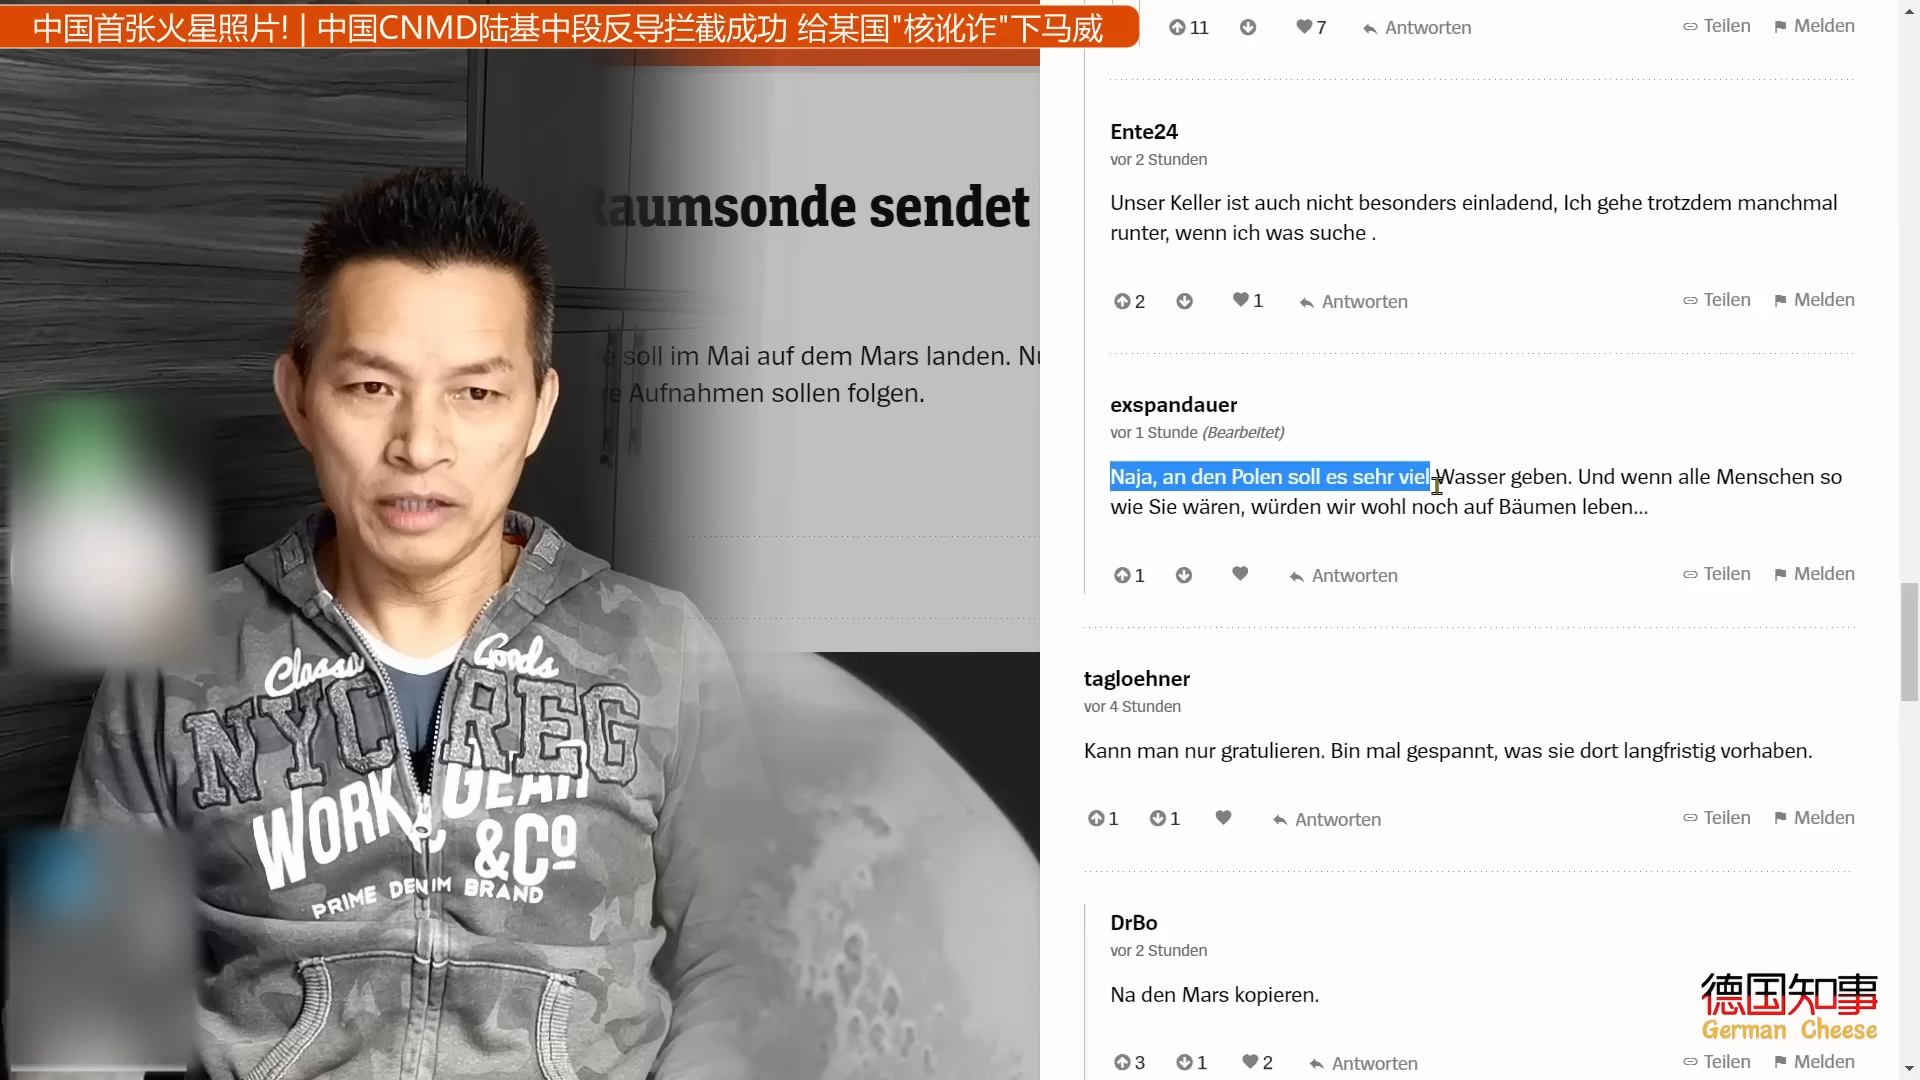 中国首张火星照片! | 中国CNMD陆基中段反导拦截成功 给某国"核讹诈"下马威
Raumsonde sendet
e soll im Mai auf dem Mars landen. Nu
re Aufnahmen sollen folgen.
Classic Goods
NYC REG
WORK GEAR
&Co
PRIME DENIM BRAND
11 7 Antworten Teilen Melden
Ente24
vor 2 Stunden
Unser Keller ist auch nicht besonders einladend, Ich gehe trotzdem manchmal
runter, wenn ich was suche .
2 1 Antworten Teilen Melden
exspandauer
vor 1 Stunde (Bearbeitet)
Naja, an den Polen soll es sehr viel Wasser geben. Und wenn alle Menschen so
wie Sie wären, würden wir wohl noch auf Bäumen leben...
1 Antworten Teilen Melden
tagloehner
vor 4 Stunden
Kann man nur gratulieren. Bin mal gespannt, was sie dort langfristig vorhaben.
1 1 Antworten Teilen Melden
DrBo
vor 2 Stunden
Na den Mars kopieren.
3 1 2 Antworten Teilen Melden
德国知事
German Cheese